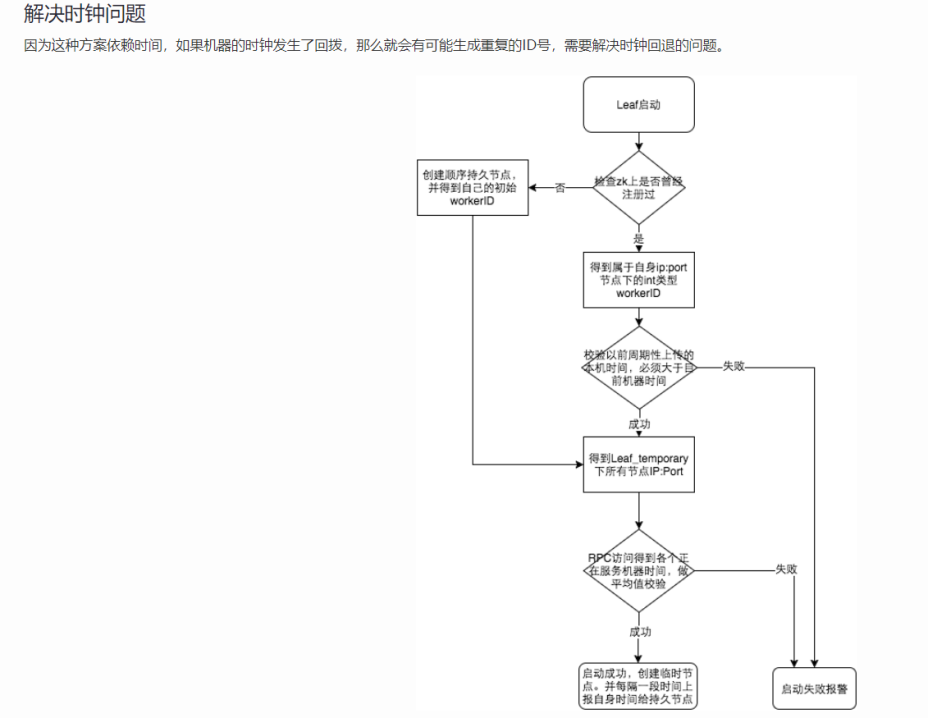 解决时钟问题
因为这种方案依赖时间，如果机器的时钟发生了回拨，那么就会有可能生成重复的ID号，需要解决时钟回退的问题。
Leaf启动
检查zk上是否曾经
注册过
否
创建顺序持久节点，
并得到自己的初始
workerID
是
得到属于自身ip:port
节点下的int类型
workerID
校验以前周期性上传的
本机时间，必须大于目
前机器时间
失败
成功
得到Leaf_temporary
下所有节点IP:Port
RPC访问得到各个正
在服务机器时间，做
平均值校验
失败
成功
启动成功，创建临时节
点。并每隔一段时间上
报自身时间给持久节点
启动失败报警